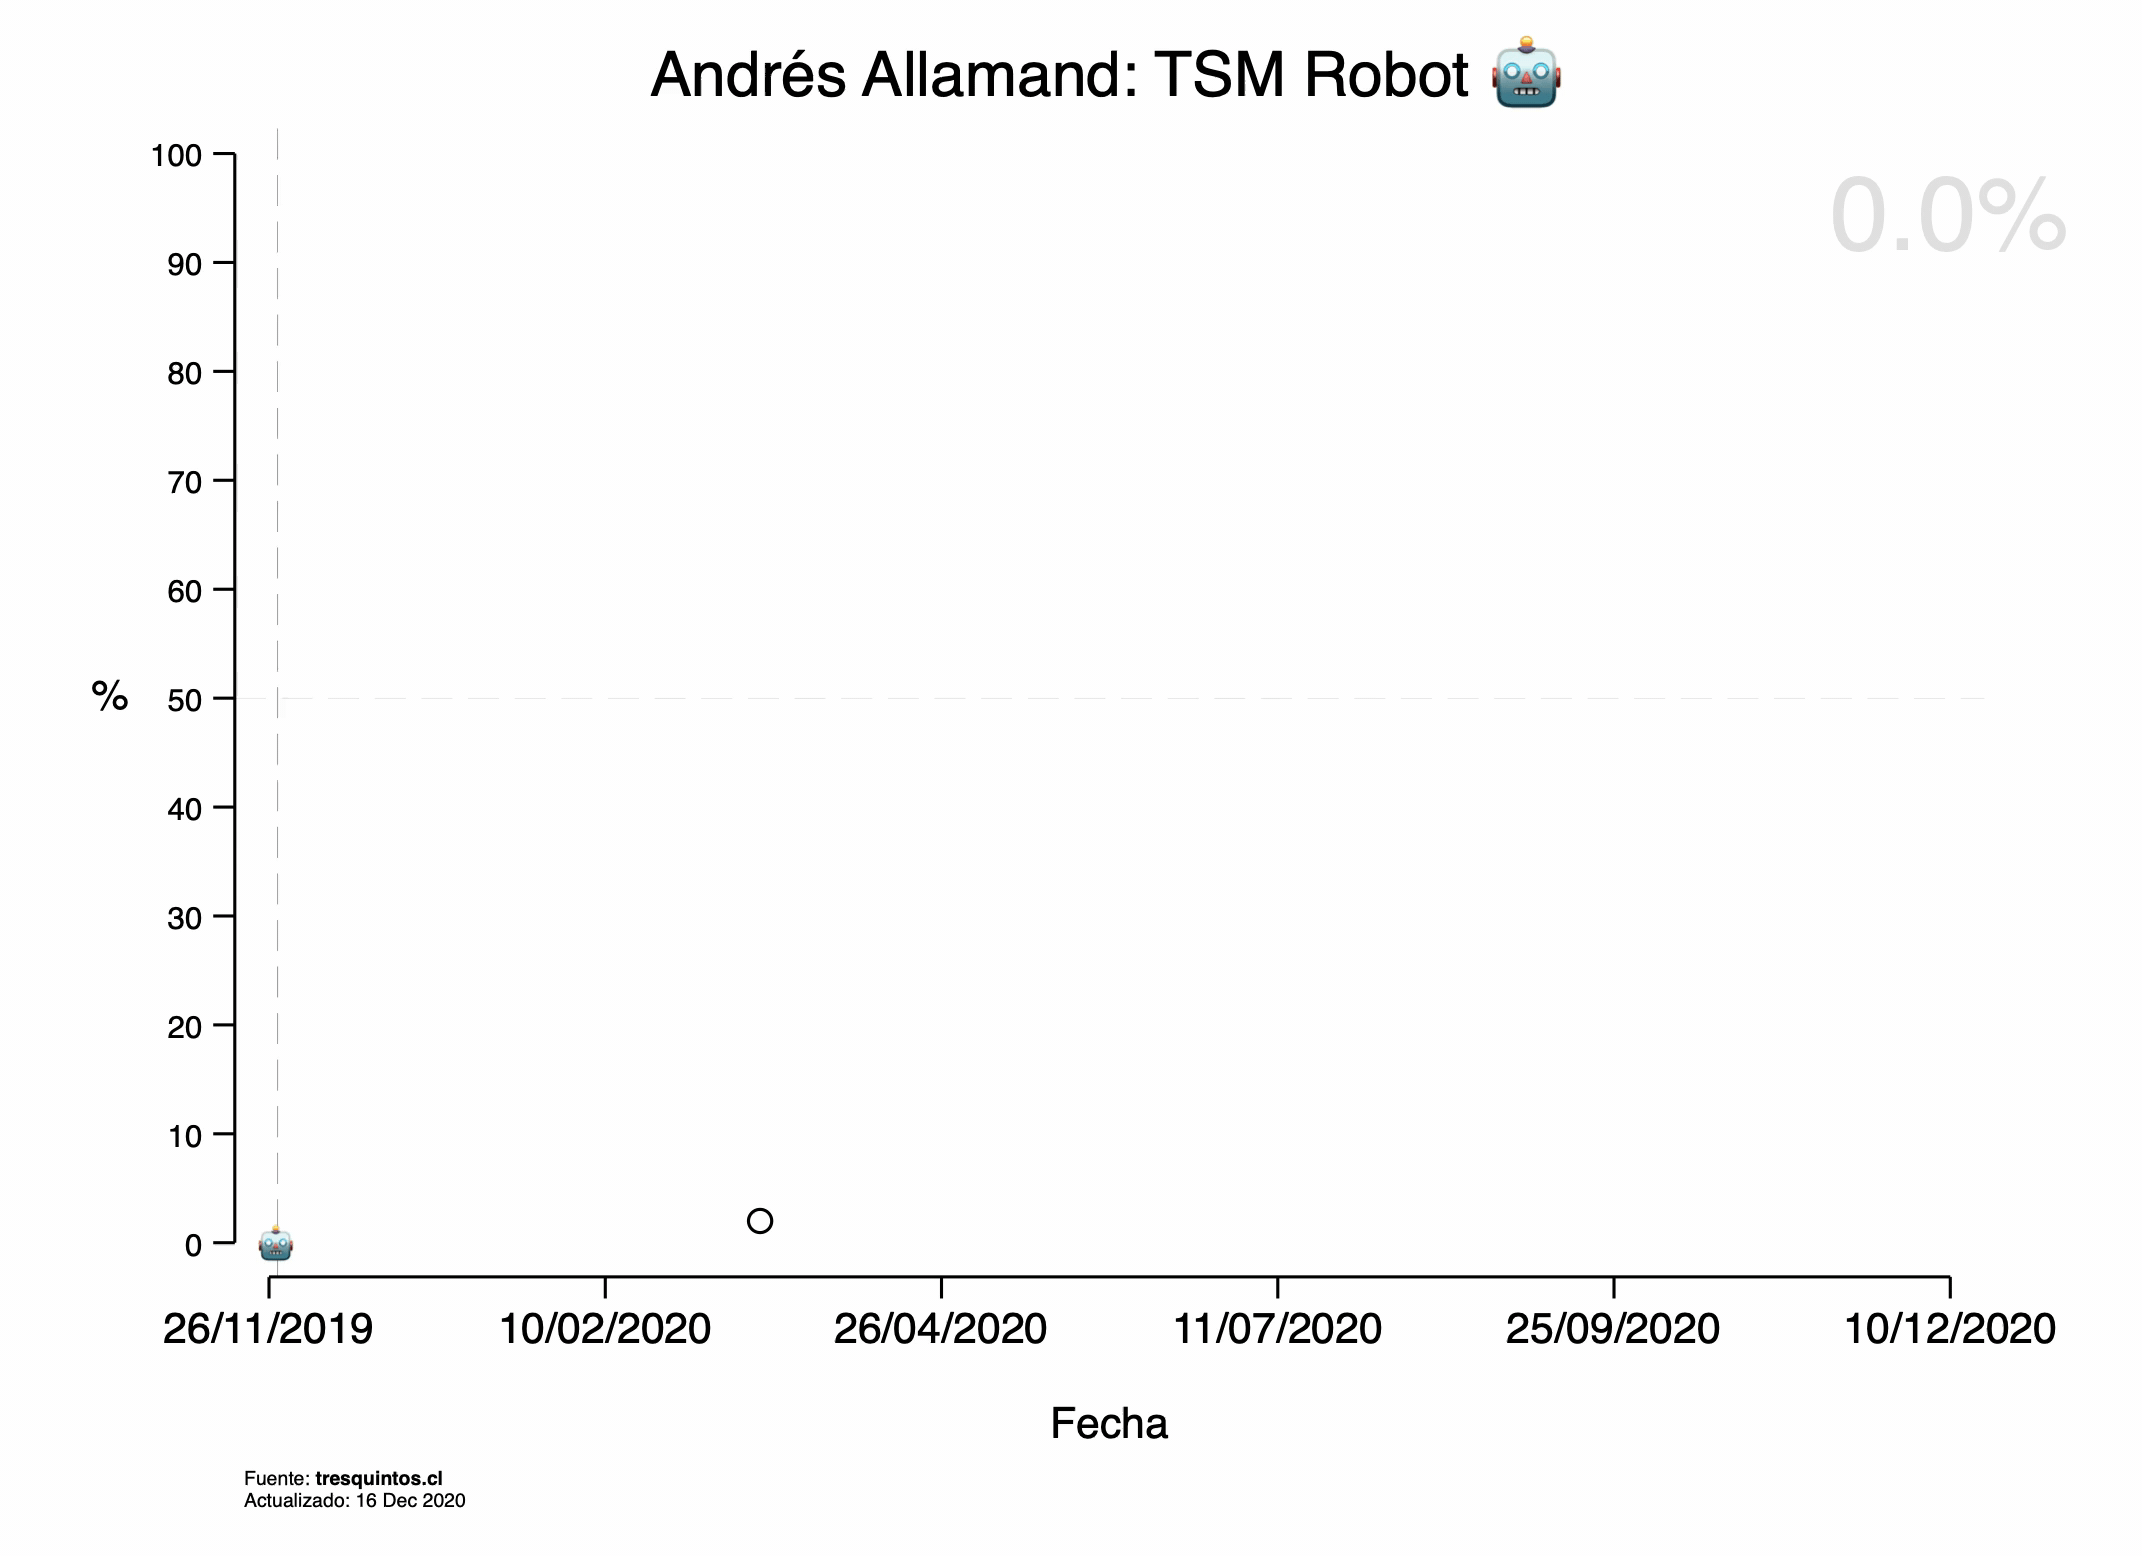 Andrés Allamand: TSM Robot 🤖
0.0%
100
90
80
70
60
50
40
30
20
10
0
%
26/11/2019 10/02/2020 26/04/2020 11/07/2020 25/09/2020 10/12/2020
Fecha
Fuente: tresquintos.cl
Actualizado: 16 Dec 2020